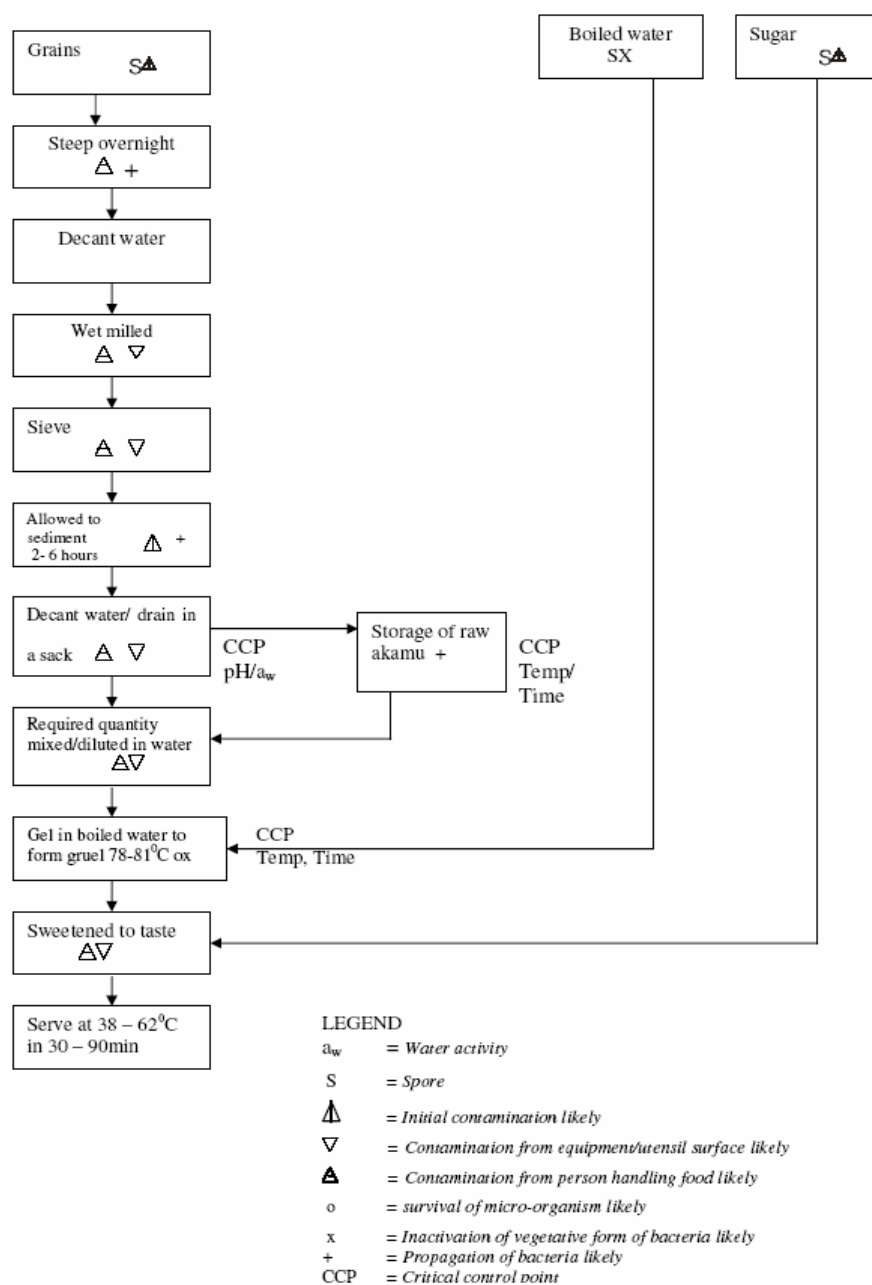 Grains
S
Boiled water
SX
Sugar
S
Steep overnight
+
Decant water
Wet milled
Sieve
Allowed to
sediment +
2- 6 hours
Decant water/ drain in
a sack
CCP
pH/aw
Storage of raw
akamu +
CCP
Temp/
Time
Required quantity
mixed/diluted in water
Gel in boiled water to
form gruel 78-81⁰C ox
CCP
Temp, Time
Sweetened to taste
Serve at 38 – 62⁰C
in 30 – 90min
LEGEND
aw = Water activity
S = Spore
= Initial contamination likely
= Contamination from equipment/utensil surface likely
= Contamination from person handling food likely
o = survival of micro-organism likely
x = Inactivation of vegetative form of bacteria likely
+ = Propagation of bacteria likely
CCP = Critical control point